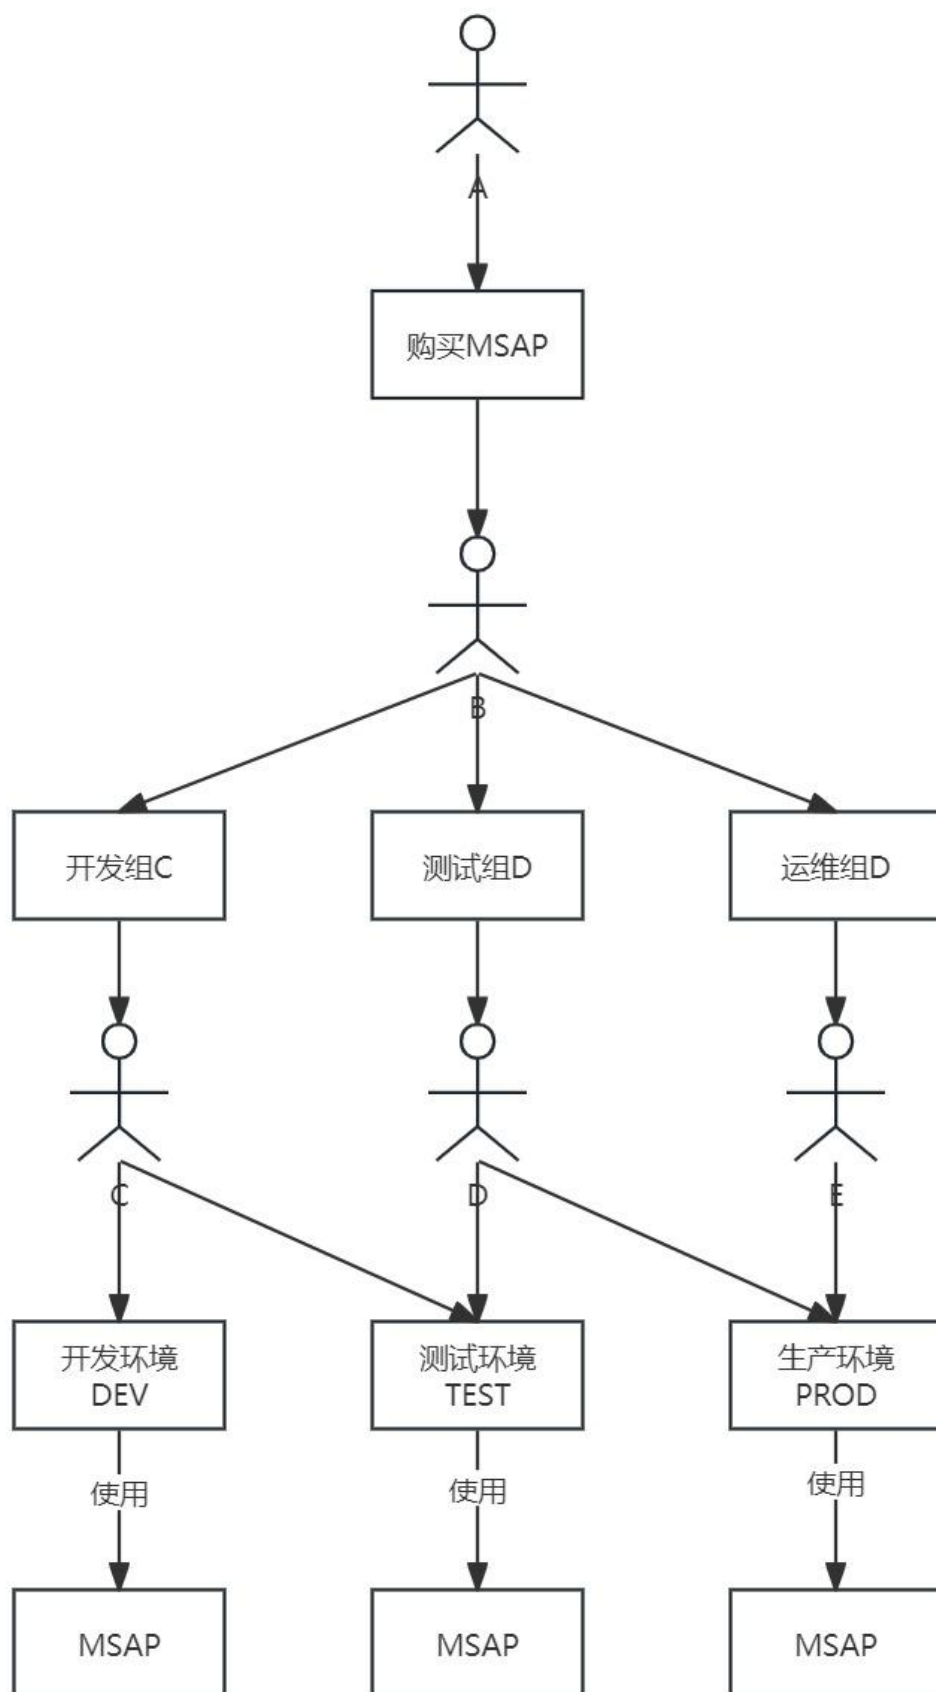 A
购买MSAP
B
开发组C
测试组D
运维组D
C
D
E
开发环境
DEV
测试环境
TEST
生产环境
PROD
使用
使用
使用
MSAP
MSAP
MSAP